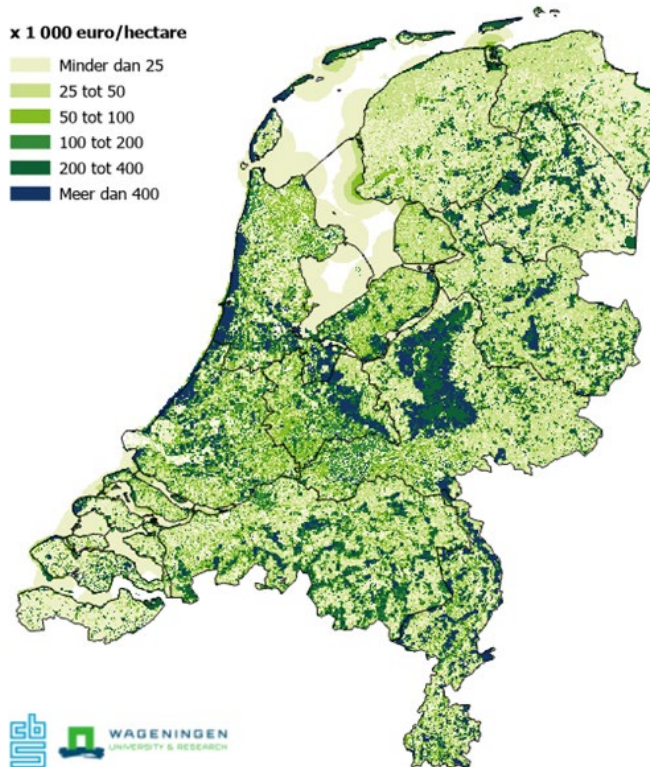 x 1 000 euro/hectare
Minder dan 25
25 tot 50
50 tot 100
100 tot 200
200 tot 400
Meer dan 400
cbs
WAGENINGEN
UNIVERSITY & RESEARCH